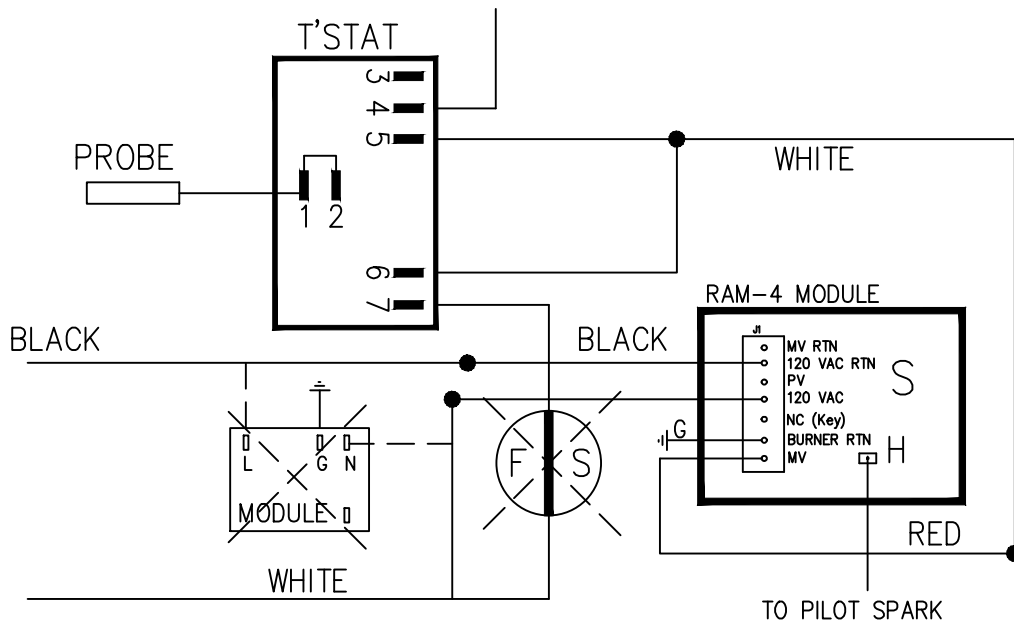 T'STAT
3
4
5
PROBE
WHITE
1 2
6
7
RAM-4 MODULE
BLACK
BLACK
J1
MV RTN
120 VAC RTN
PV
120 VAC
NC (Key)
BURNER RTN
MV
S
G
H
F S
L G N
MODULE
RED
WHITE
TO PILOT SPARK